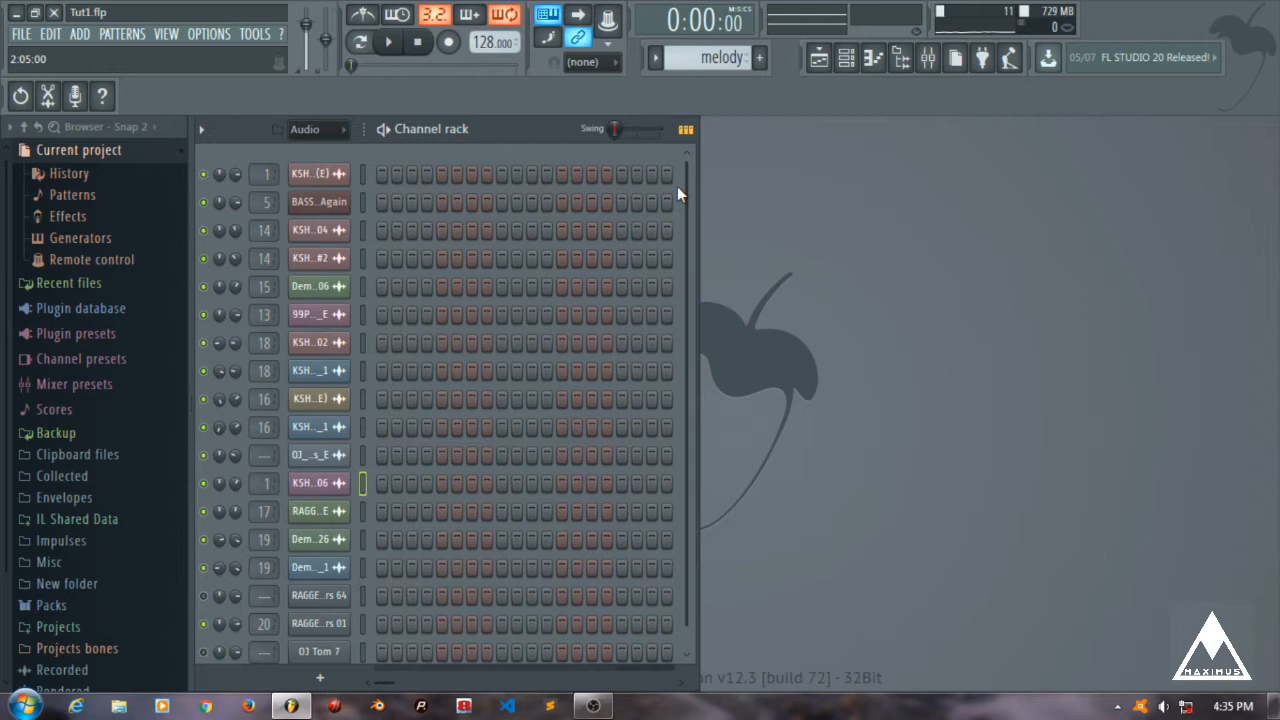 Tut1.flp
FILE EDIT ADD PATTERNS VIEW OPTIONS TOOLS ?
2:05:00
3.2.
128.000
0:00:00
M:S:CS
11
729 MB
0
(none)
melody
05/07 FL STUDIO 20 Released!
Browser - Snap 2
Current project
History
Patterns
Effects
Generators
Remote control
Recent files
Plugin database
Plugin presets
Channel presets
Mixer presets
Scores
Backup
Clipboard files
Collected
Envelopes
IL Shared Data
Impulses
Misc
New folder
Packs
Projects
Projects bones
Recorded
Rendered
Audio
Channel rack
Swing
1 KSH..(E)
5 BASS..Again
14 KSH..04
14 KSH..#2
15 Dem..06
13 99P.._E
18 KSH..02
18 KSH.._1
16 KSH..E)
16 KSH.._1
--- OJ_..s_E
1 KSH..06
17 RAGG..E
19 Dem..26
19 Dem.._1
--- RAGGE..rs 64
20 RAGGE..rs 01
--- OJ Tom 7
+
on v12.3 [build 72] - 32Bit
MAXIMUS
4:35 PM